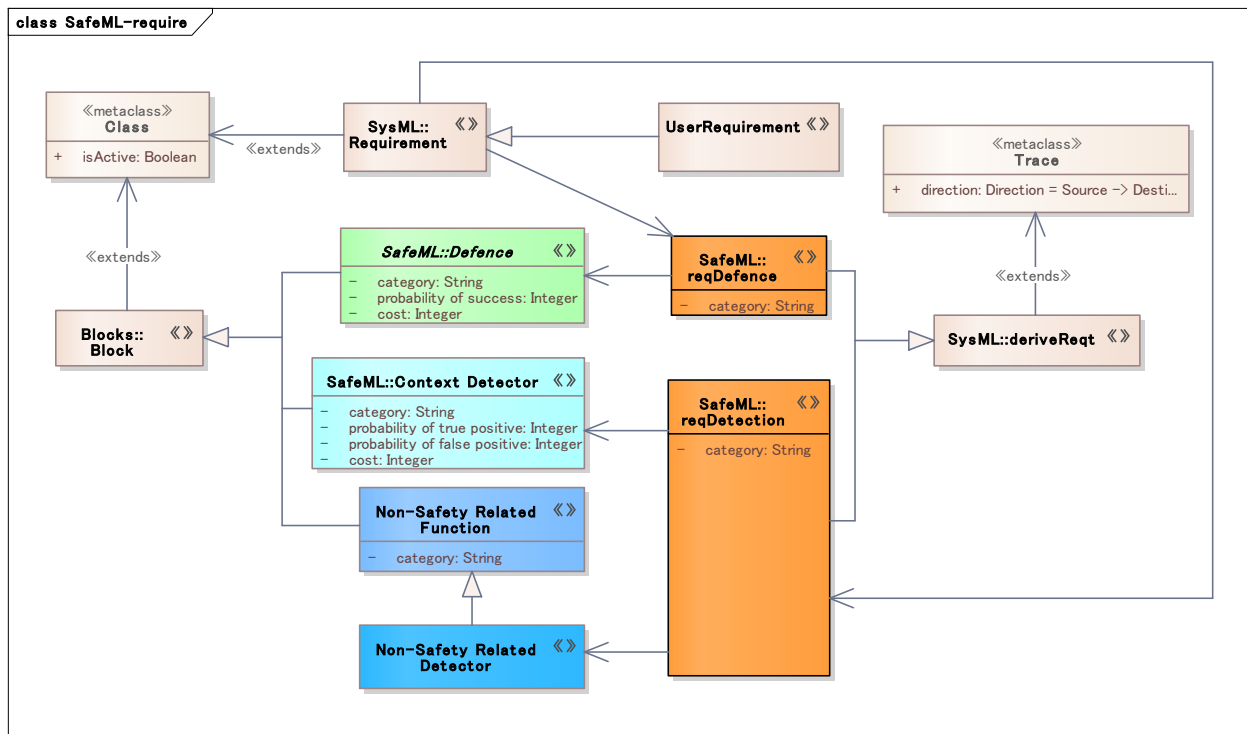 class SafeML-require
«metaclass»
Class
+ isActive: Boolean
«extends»
SysML::
Requirement
«»
UserRequirement «»
«metaclass»
Trace
+ direction: Direction = Source -> Desti...
«extends»
«extends»
SafeML::Defence «»
- category: String
- probability of success: Integer
- cost: Integer
SafeML::
reqDefence
«»
- category: String
Blocks::
Block
«»
SysML::deriveReqt «»
SafeML::Context Detector «»
- category: String
- probability of true positive: Integer
- probability of false positive: Integer
- cost: Integer
SafeML::
reqDetection
«»
- category: String
Non-Safety Related
Function
«»
- category: String
Non-Safety Related
Detector
«»